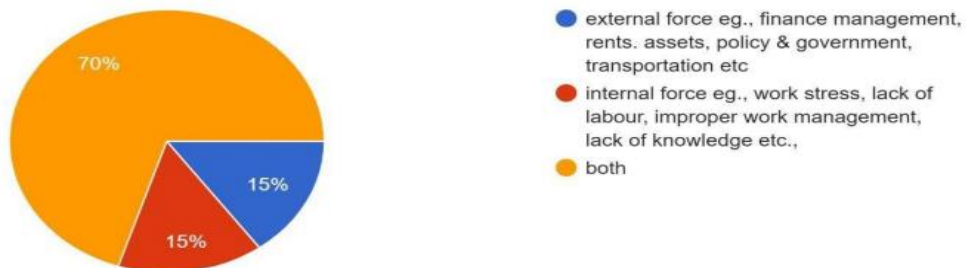 70%
15%
15%
external force eg., finance management,
rents. assets, policy & government,
transportation etc
internal force eg., work stress, lack of
labour, improper work management,
lack of knowledge etc.,
both